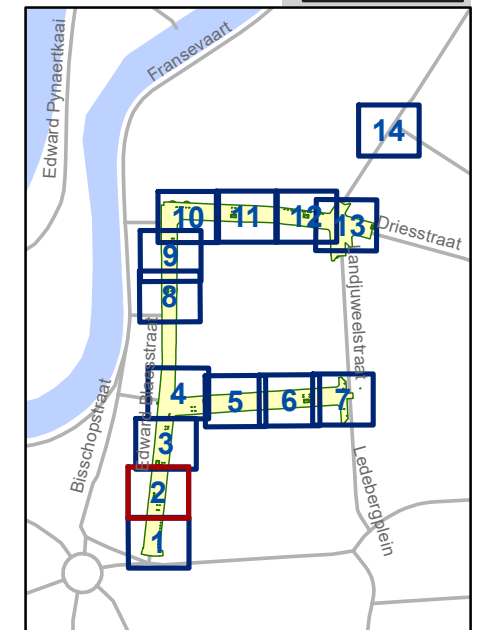 Edward Pynaertkaai
Fransevaart
14
10
11
12
13
Driesstraat
9
8
Landjuweelstraat
Edward Blaesstraat
Bisschopstraat
4
5
6
7
3
Ledebergplein
2
1